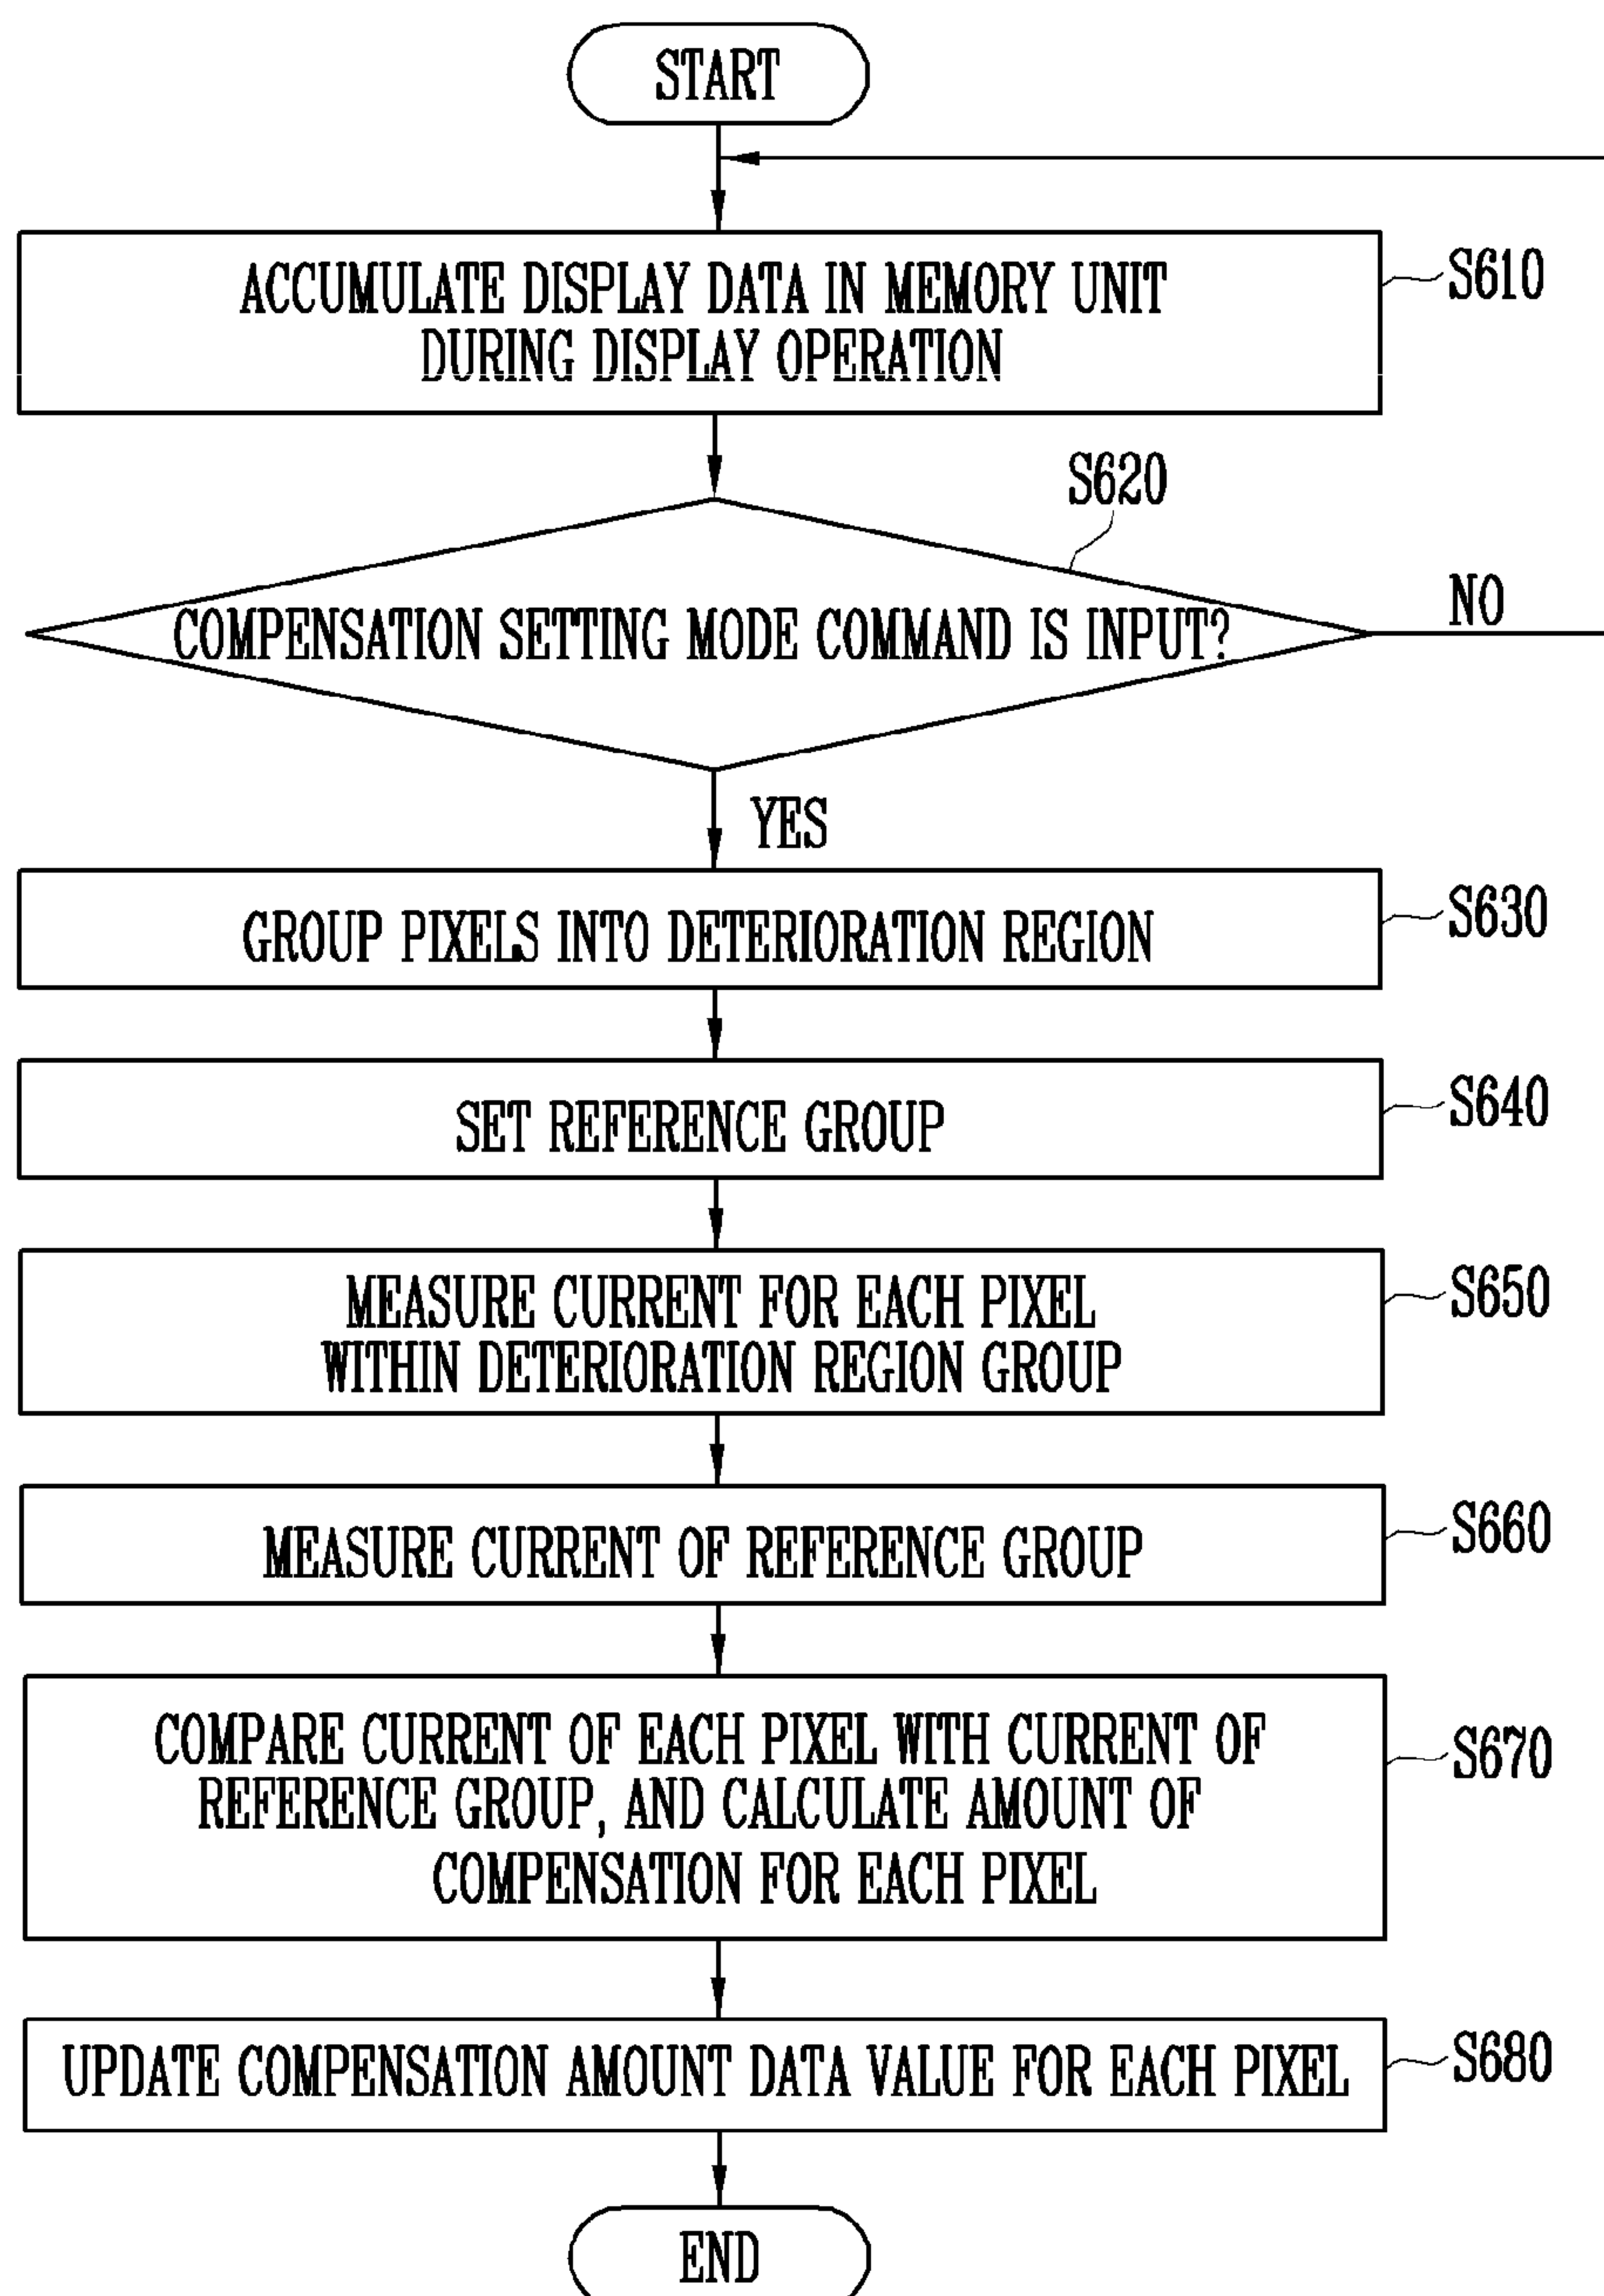 START
ACCUMULATE DISPLAY DATA IN MEMORY UNIT
DURING DISPLAY OPERATION
S610
S620
COMPENSATION SETTING MODE COMMAND IS INPUT?
NO
YES
GROUP PIXELS INTO DETERIORATION REGION
S630
SET REFERENCE GROUP
S640
MEASURE CURRENT FOR EACH PIXEL
WITHIN DETERIORATION REGION GROUP
S650
MEASURE CURRENT OF REFERENCE GROUP
S660
COMPARE CURRENT OF EACH PIXEL WITH CURRENT OF
REFERENCE GROUP, AND CALCULATE AMOUNT OF
COMPENSATION FOR EACH PIXEL
S670
UPDATE COMPENSATION AMOUNT DATA VALUE FOR EACH PIXEL
S680
END